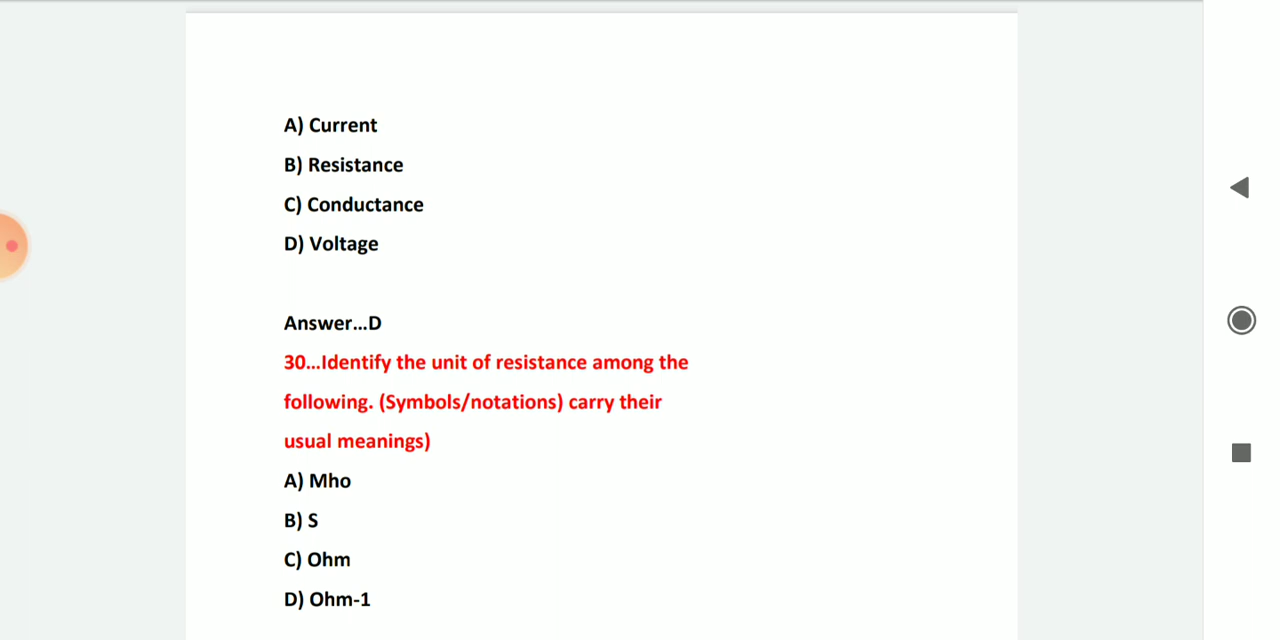 A) Current
B) Resistance
C) Conductance
D) Voltage
Answer...D
30...Identify the unit of resistance among the
following. (Symbols/notations) carry their
usual meanings)
A) Mho
B) S
C) Ohm
D) Ohm-1